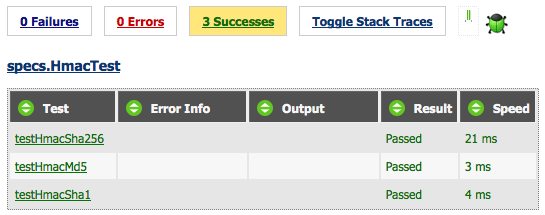 0 Failures 0 Errors 3 Successes Toggle Stack Traces
specs.HmacTest
Test Error Info Output Result Speed
testHmacSha256 Passed 21 ms
testHmacMd5 Passed 3 ms
testHmacSha1 Passed 4 ms